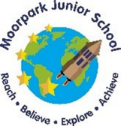 Moorpark Junior School
Reach • Believe • Explore • Achieve